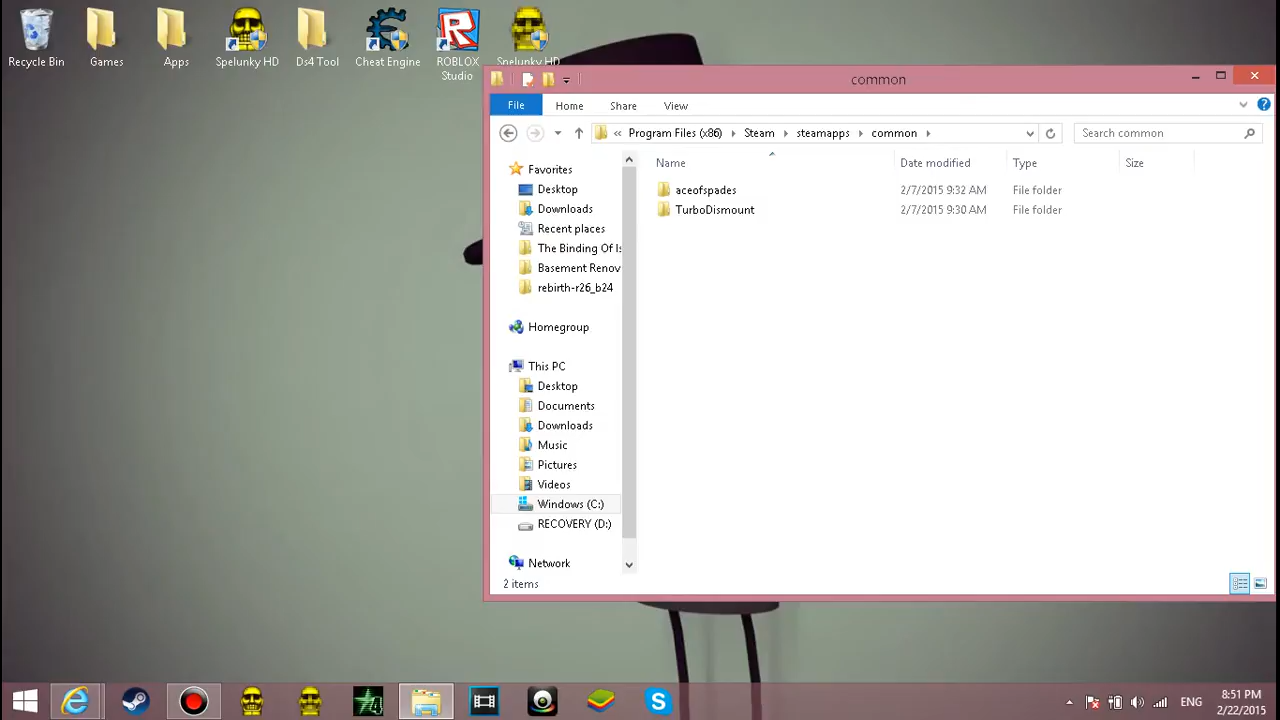 Recycle Bin
Games
Apps
Spelunky HD
Ds4 Tool
Cheat Engine
ROBLOX
Studio
Spelunky HD
common
File
Home
Share
View
« Program Files (x86)
Steam
steamapps
common
Search common
Name
Date modified
Type
Size
Favorites
Desktop
Downloads
Recent places
The Binding Of Is
Basement Renov
rebirth-r26_b24
Homegroup
This PC
Desktop
Documents
Downloads
Music
Pictures
Videos
Windows (C:)
RECOVERY (D:)
Network
aceofspades 2/7/2015 9:32 AM File folder
TurboDismount 2/7/2015 9:30 AM File folder
2 items
ENG
8:51 PM
2/22/2015